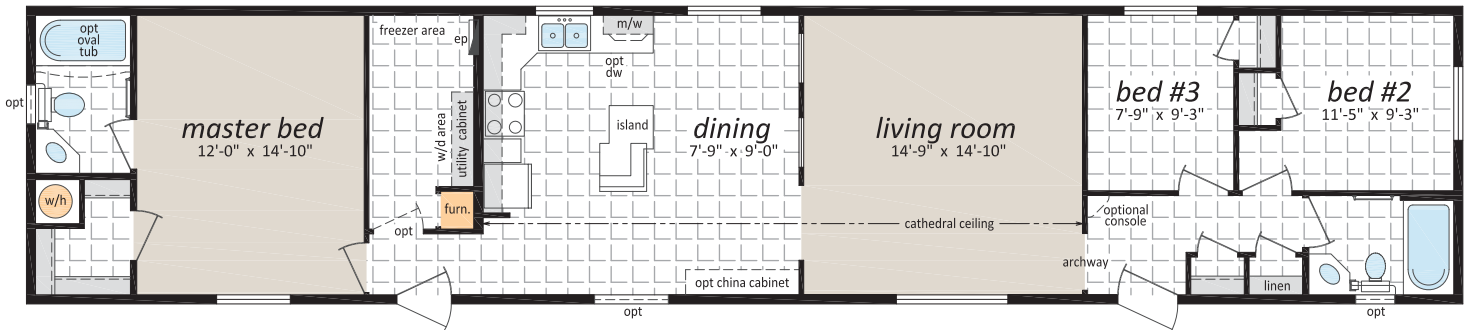 opt
oval
tub
opt
w/h
master bed
12'-0" x 14'-10"
freezer area
ep
w/d area
utility cabinet
furn.
opt
m/w
opt
dw
island
dining
7'-9" x 9'-0"
opt china cabinet
opt
living room
14'-9" x 14'-10"
cathedral ceiling
archway
optional
console
bed #3
7'-9" x 9'-3"
bed #2
11'-5" x 9'-3"
linen
opt